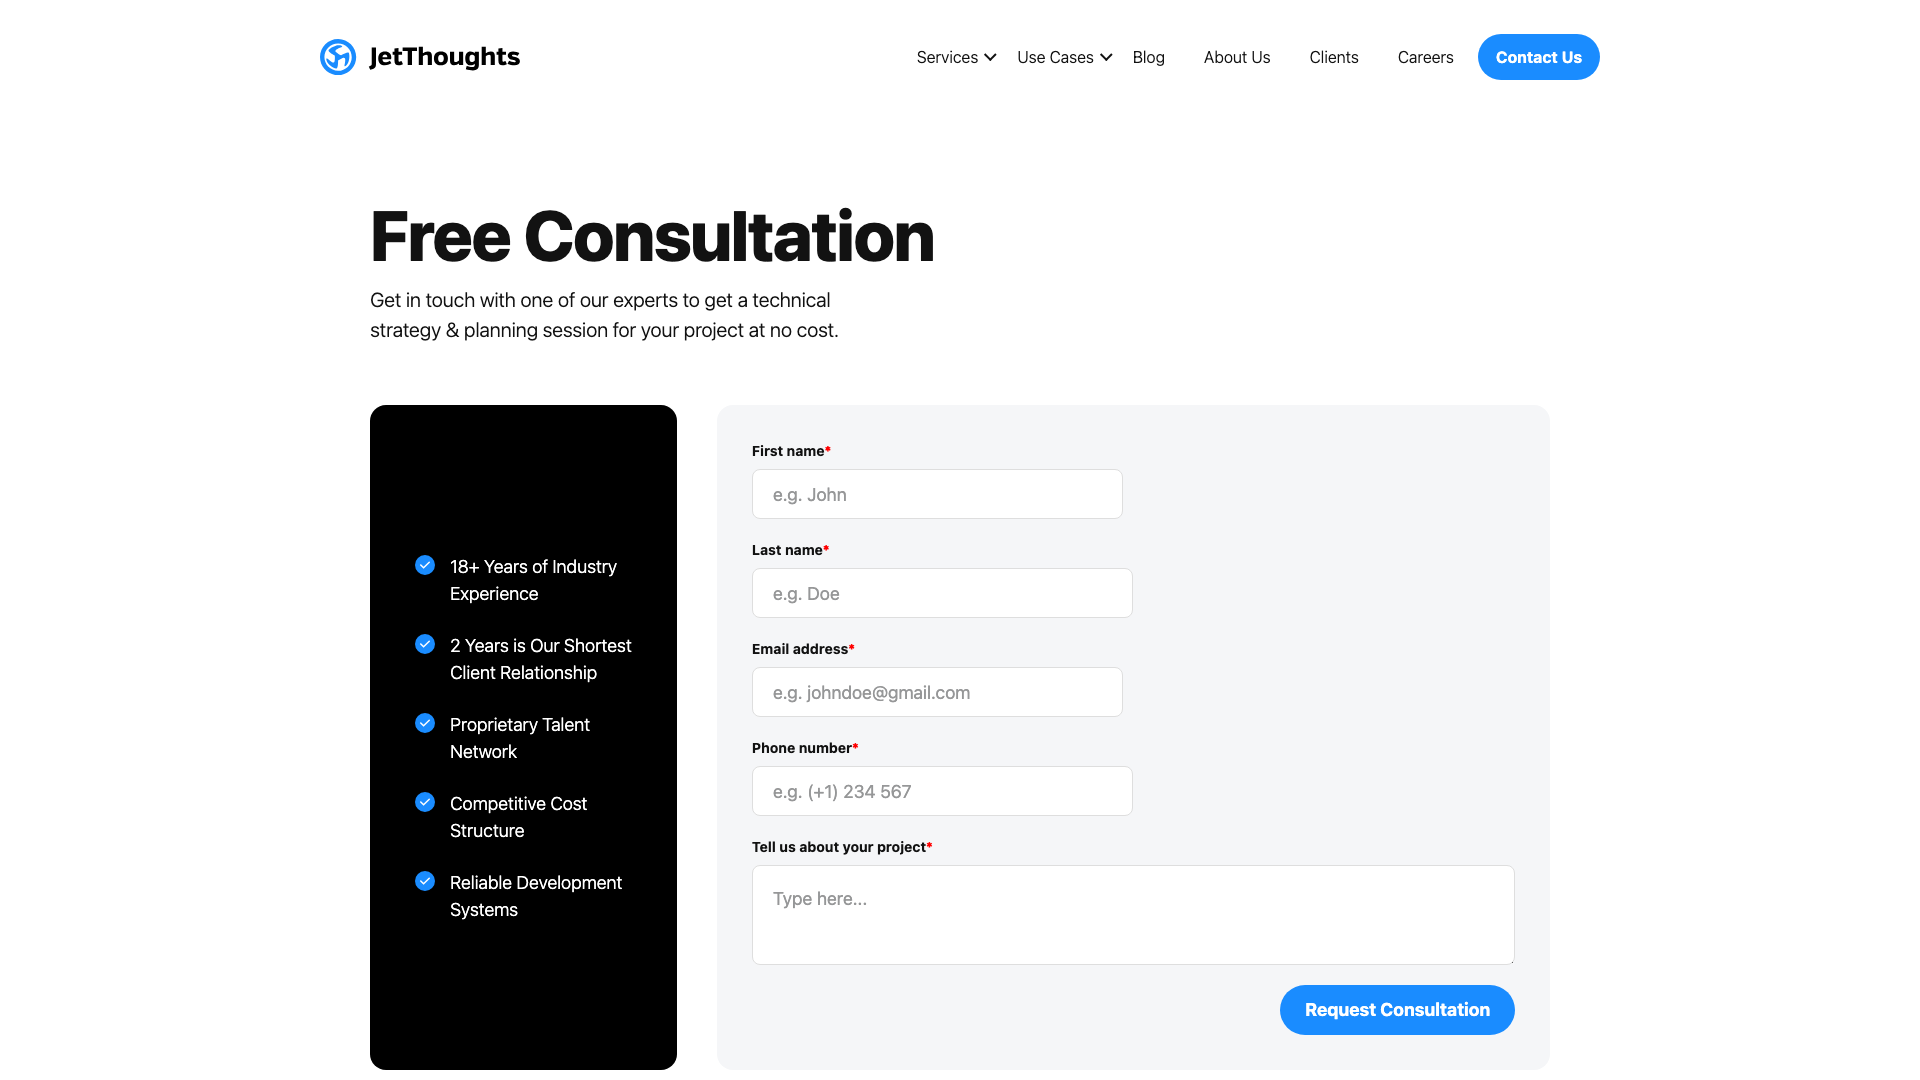 JetThoughts
Services
Use Cases
Blog
About Us
Clients
Careers
Contact Us
Free Consultation
Get in touch with one of our experts to get a technical
strategy & planning session for your project at no cost.
18+ Years of Industry
Experience
2 Years is Our Shortest
Client Relationship
Proprietary Talent
Network
Competitive Cost
Structure
Reliable Development
Systems
First name*
e.g. John
Last name*
e.g. Doe
Email address*
e.g. johndoe@gmail.com
Phone number*
e.g. (+1) 234 567
Tell us about your project*
Type here...
Request Consultation